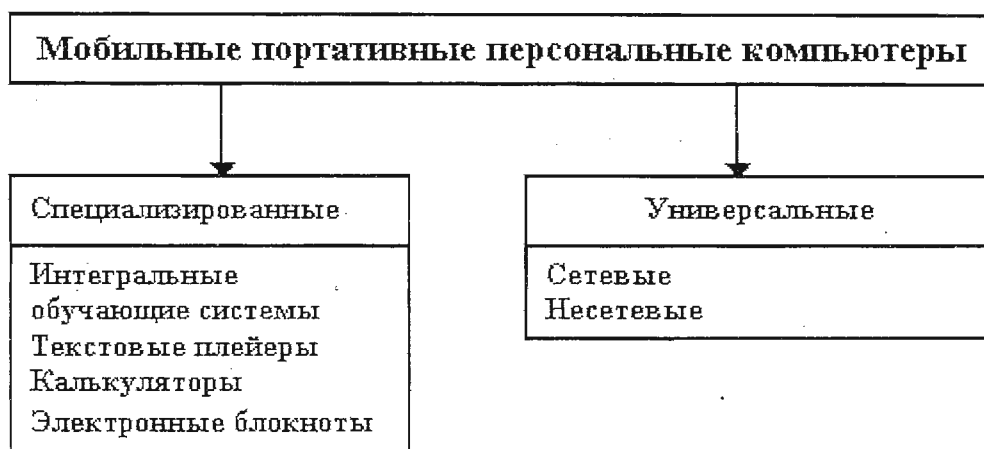 Мобильные портативные персональные компьютеры
Специализированные
Интегральные
обучающие системы
Текстовые плейеры
Калькуляторы
Электронные блокноты
Универсальные
Сетевые
Несетевые